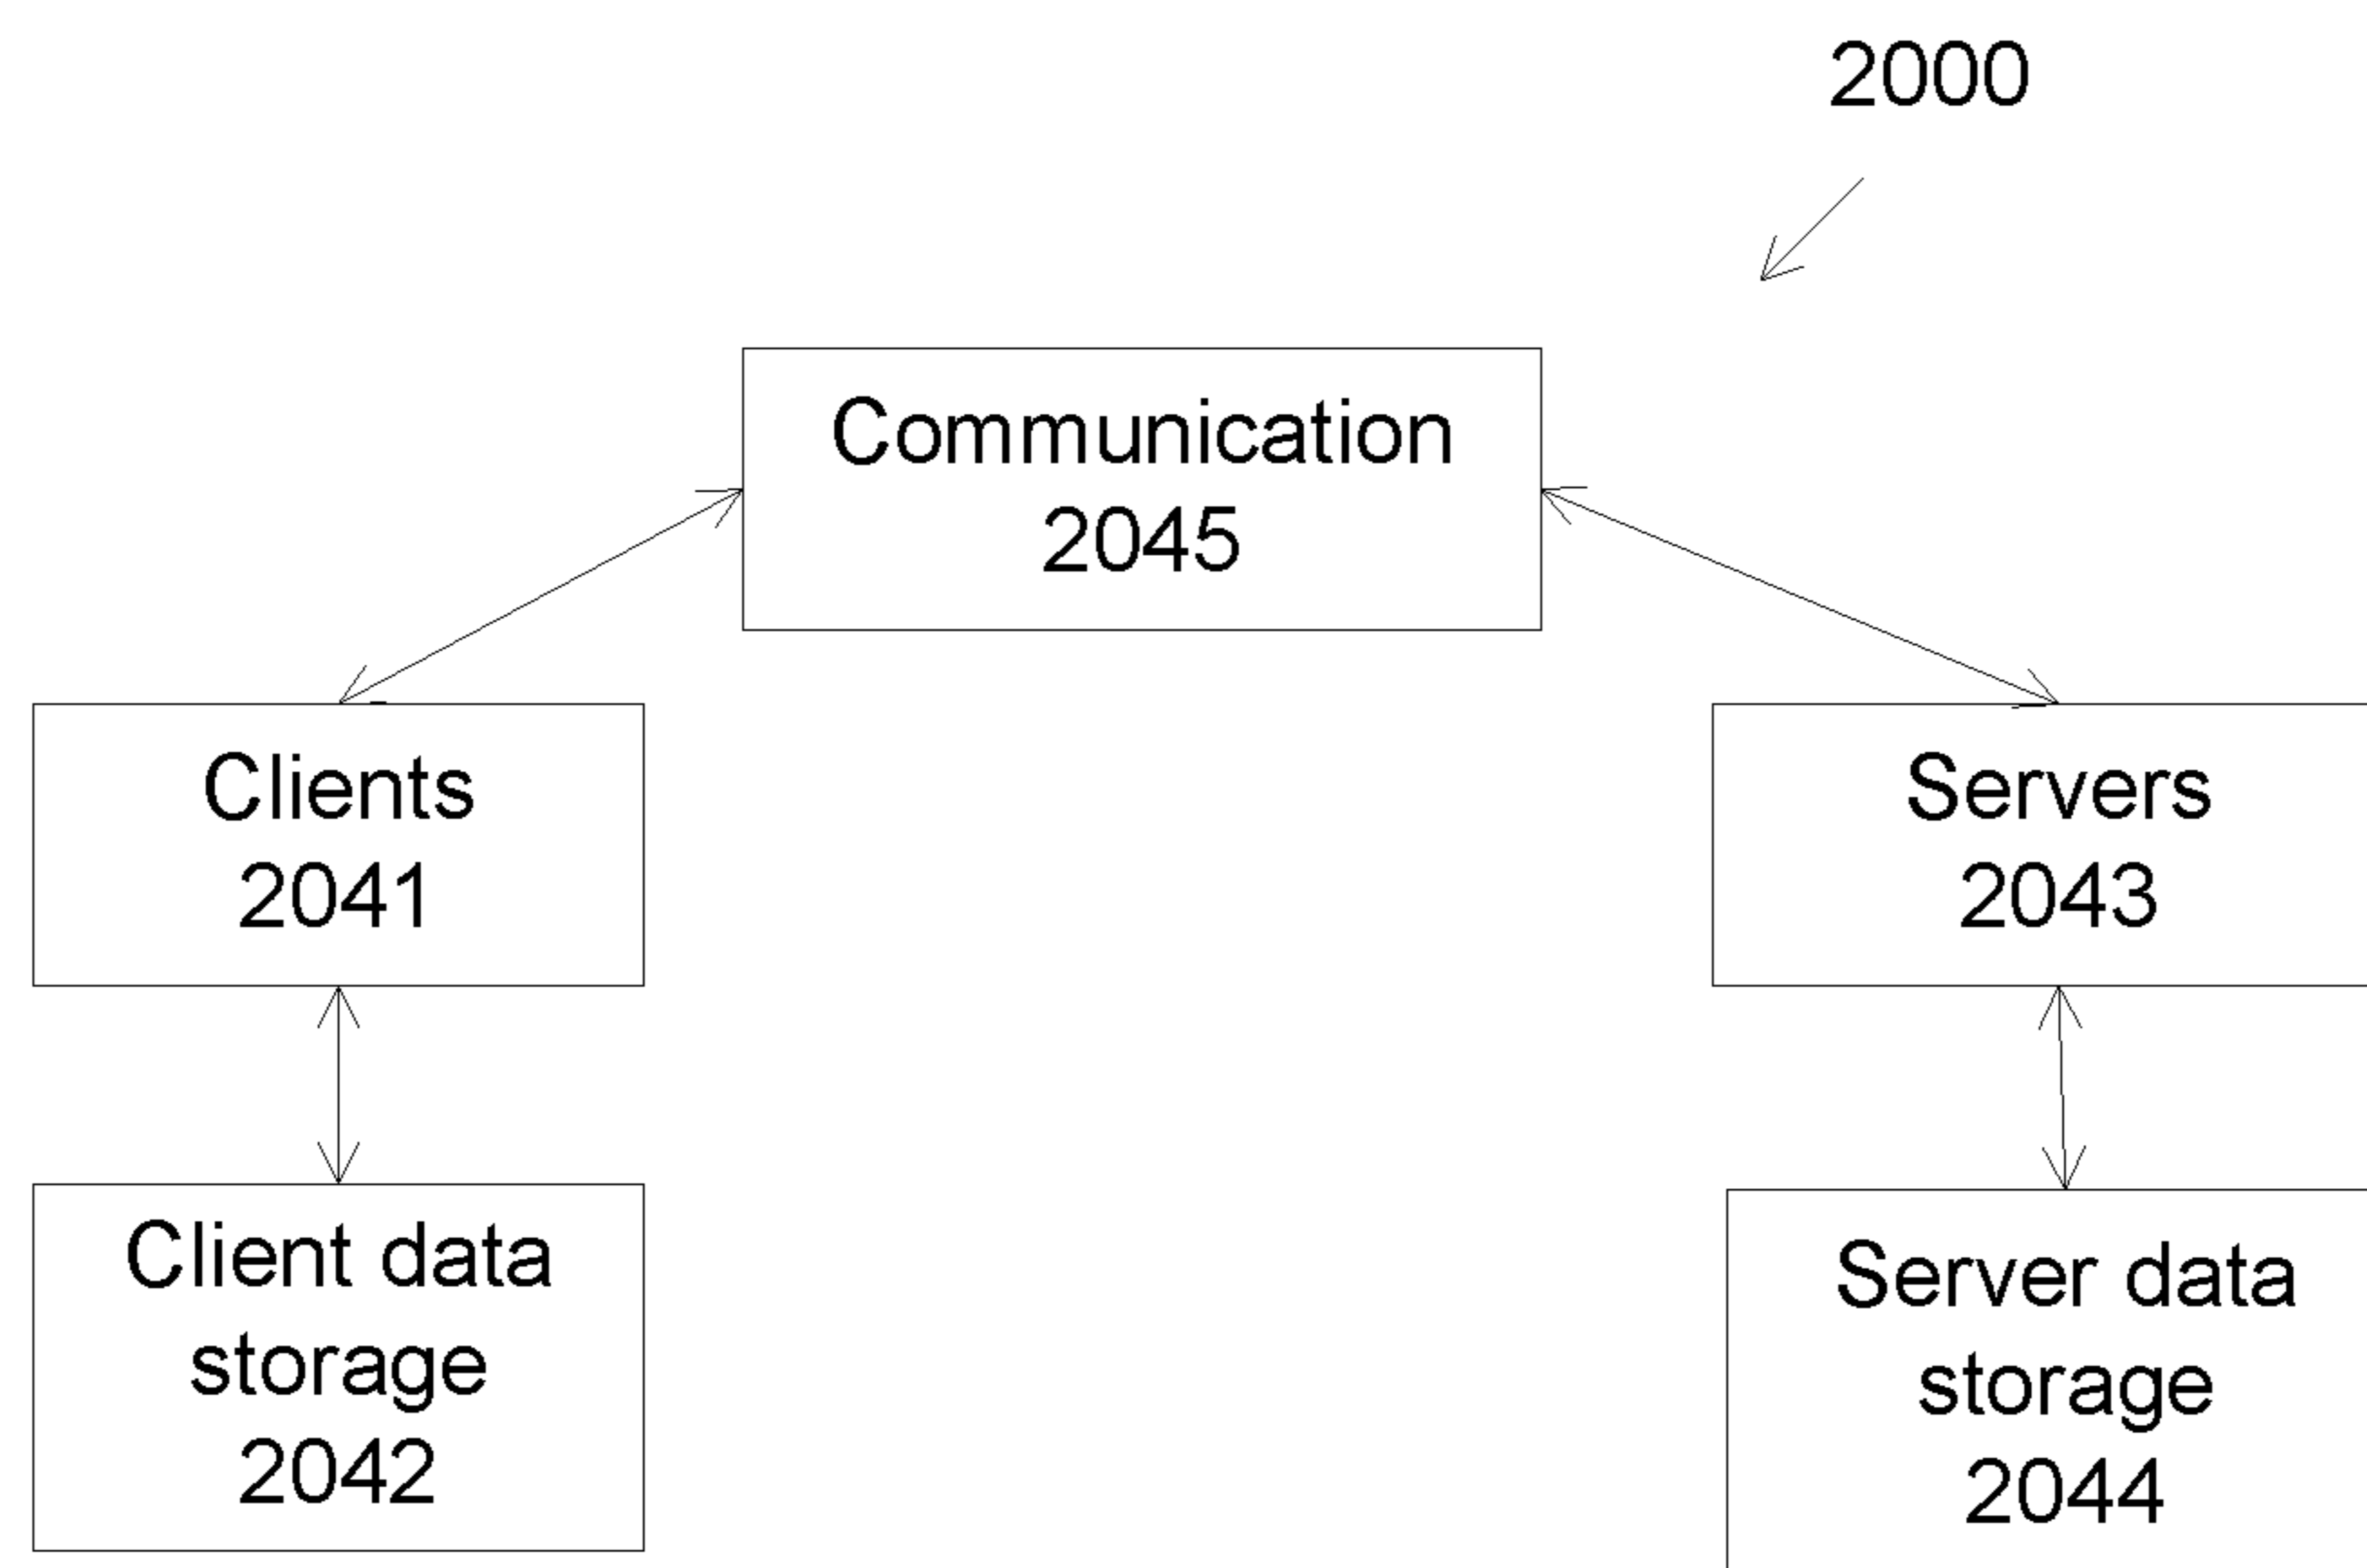 2000
Communication
2045
Clients
2041
Servers
2043
Client data
storage
2042
Server data
storage
2044